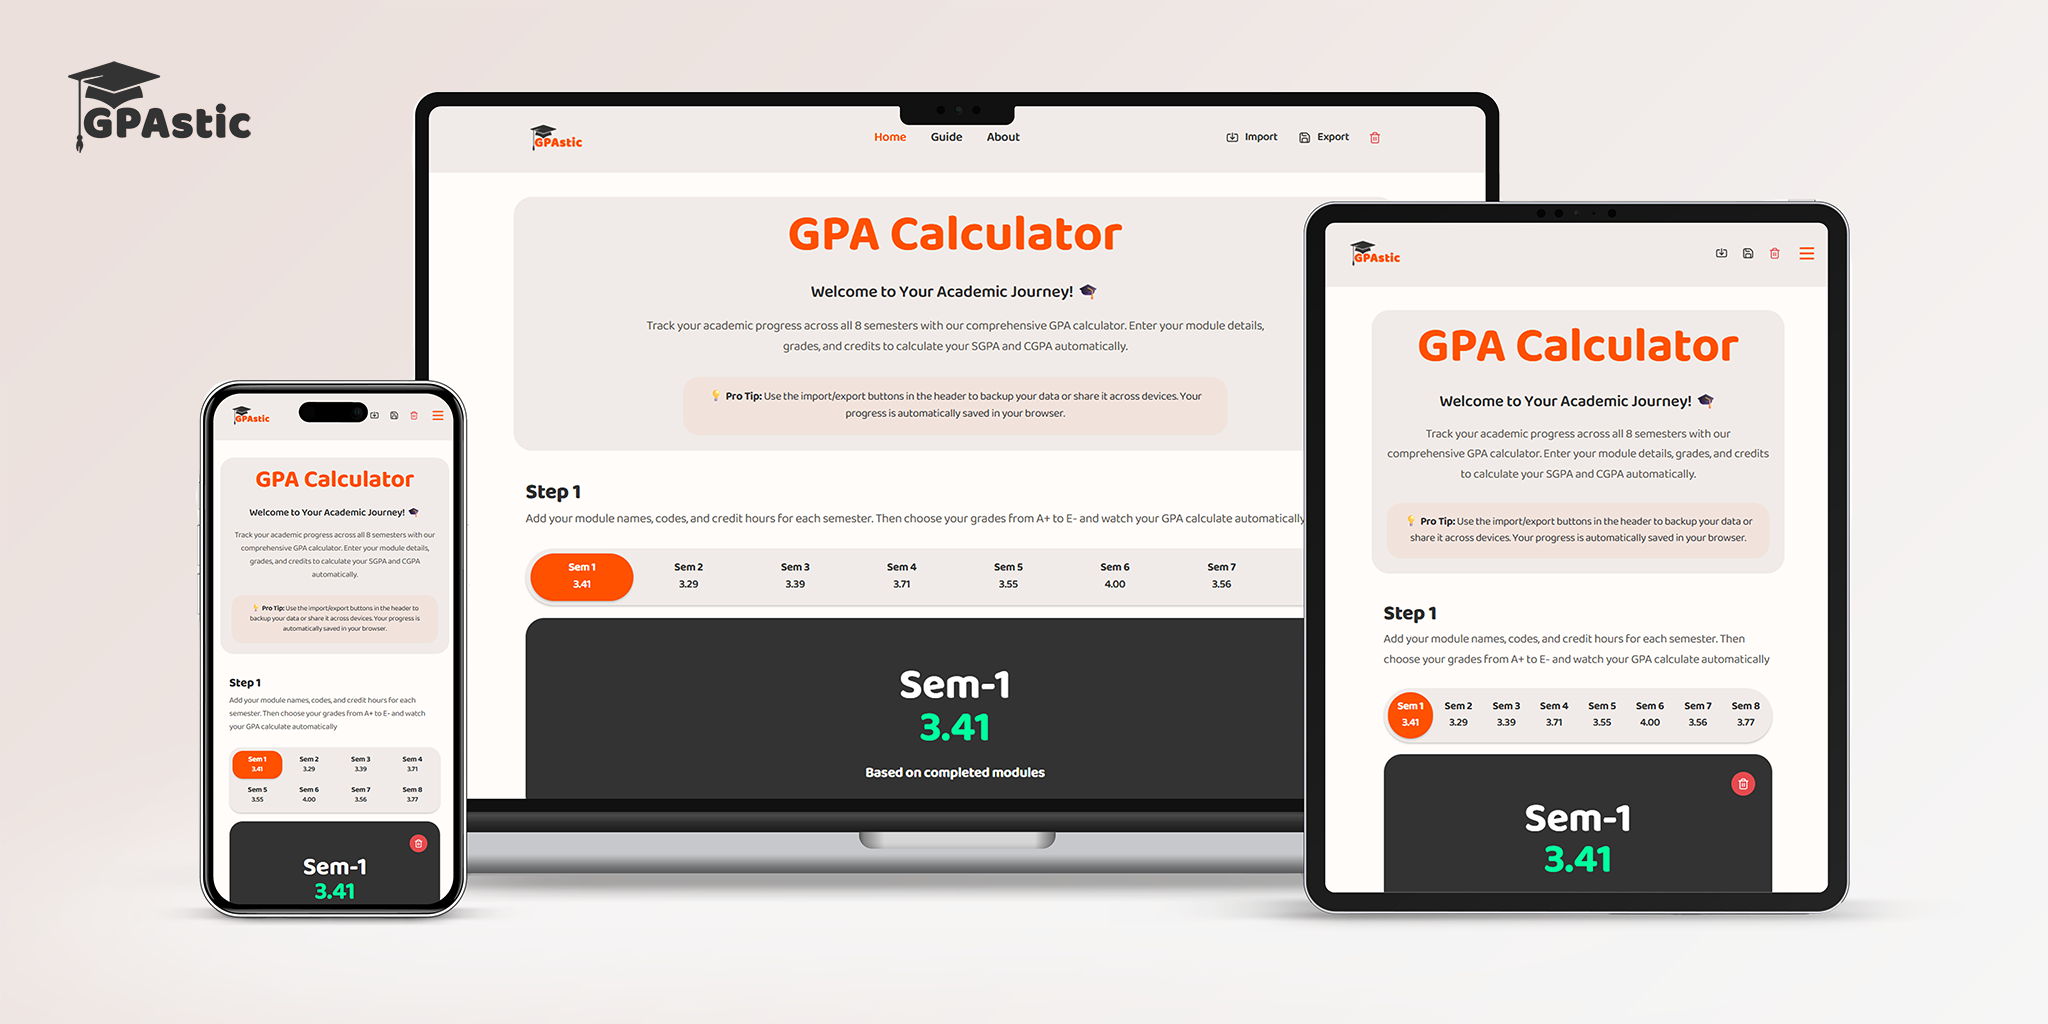 GPAstic
GPAstic
Home Guide About
Import Export
GPA Calculator
Welcome to Your Academic Journey! 🎓
Track your academic progress across all 8 semesters with our comprehensive GPA calculator. Enter your module details,
grades, and credits to calculate your SGPA and CGPA automatically.
💡 Pro Tip: Use the import/export buttons in the header to backup your data or share it across devices. Your
progress is automatically saved in your browser.
Step 1
Add your module names, codes, and credit hours for each semester. Then choose your grades from A+ to E- and watch your GPA calculate automatically
Sem 1 Sem 2 Sem 3 Sem 4 Sem 5 Sem 6 Sem 7
3.41 3.29 3.39 3.71 3.55 4.00 3.56
Sem-1
3.41
Based on completed modules
GPAstic
GPA Calculator
Welcome to Your Academic Journey! 🎓
Track your academic progress across all 8 semesters with our
comprehensive GPA calculator. Enter your module details,
grades, and credits to calculate your SGPA and CGPA
automatically.
💡 Pro Tip: Use the import/export buttons in the header to
backup your data or share it across devices. Your progress is
automatically saved in your browser.
Step 1
Add your module names, codes, and credit hours for each
semester. Then choose your grades from A+ to E- and watch
your GPA calculate automatically
Sem 1 Sem 2 Sem 3 Sem 4
3.41 3.29 3.39 3.71
Sem 5 Sem 6 Sem 7 Sem 8
3.55 4.00 3.56 3.77
Sem-1
3.41
GPAstic
GPA Calculator
Welcome to Your Academic Journey! 🎓
Track your academic progress across all 8 semesters with our
comprehensive GPA calculator. Enter your module details, grades, and credits
to calculate your SGPA and CGPA automatically.
💡 Pro Tip: Use the import/export buttons in the header to backup your data or
share it across devices. Your progress is automatically saved in your browser.
Step 1
Add your module names, codes, and credit hours for each semester. Then
choose your grades from A+ to E- and watch your GPA calculate automatically
Sem 1 Sem 2 Sem 3 Sem 4 Sem 5 Sem 6 Sem 7 Sem 8
3.41 3.29 3.39 3.71 3.55 4.00 3.56 3.77
Sem-1
3.41